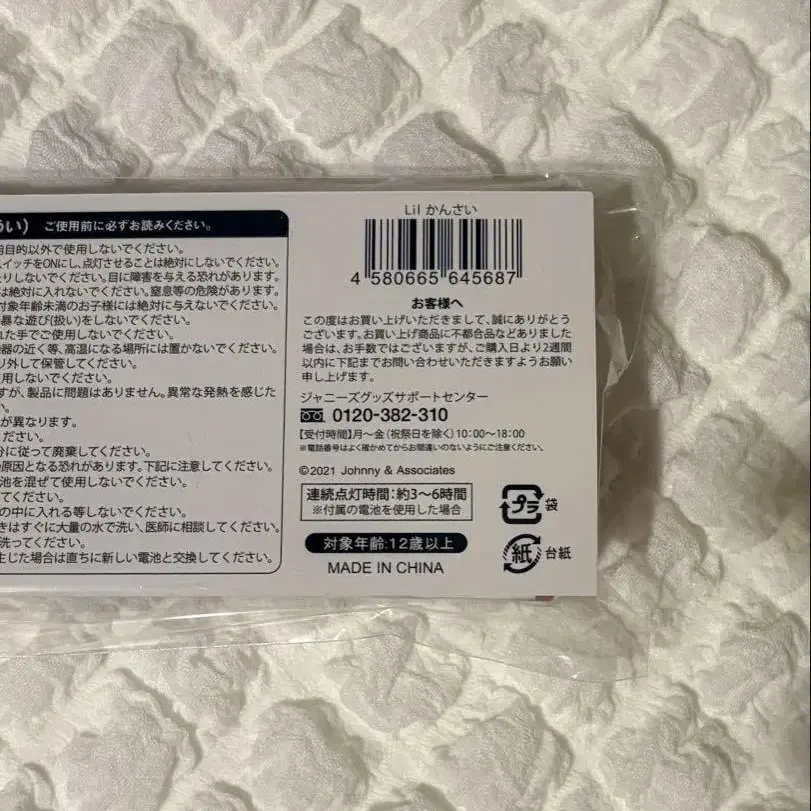 うい） ご使用前に必ずお読みください。
用目的以外で使用しないでください。
スイッチをONにし、点灯させることは絶対にしないでください。
たりしないでください。目に障害を与える恐れがあります。
は絶対に入れないでください。窒息等の危険があります。
対象年齢未満のお子様には絶対に与えないでください。
暴な遊び(扱い)をしないでください。
れた手でご使用しないでください。
機器の近く等、高温になる場所には置かないでください。
り外して保管してください。
使用しないでください。
すが、製品に問題はありません。異常な発熱を感じた
が異なります。
ください。
分に従って廃棄してください。
の原因となる恐れがあります。下記に注意してください。
池を混ぜて使用しないでください。
てください。
の中に入れる等しないでください。
きはすぐに大量の水で洗い、医師に相談してください。
洗ってください。
生じた場合は直ちに新しい電池と交換してください。
Lil かんさい
4 580665 645687
お客様へ
この度はお買い上げいただきまして、誠にありがとう
ございます。お買い上げ商品に不都合品などありました
場合は、お手数ではございますが、ご購入日より2週間
以内に下記までお問い合わせいただきますようお願い
申し上げます。
ジャニーズグッズサポートセンター
0120-382-310
【受付時間】月〜金(祝祭日を除く)10:00〜18:00
※電話番号はよく確かめてからお間違いのないようにご注意ください。
©2021 Johnny & Associates
連続点灯時間:約3〜6時間
※付属の電池を使用した場合
対象年齢:12歳以上
MADE IN CHINA
プラ 袋
紙 台紙